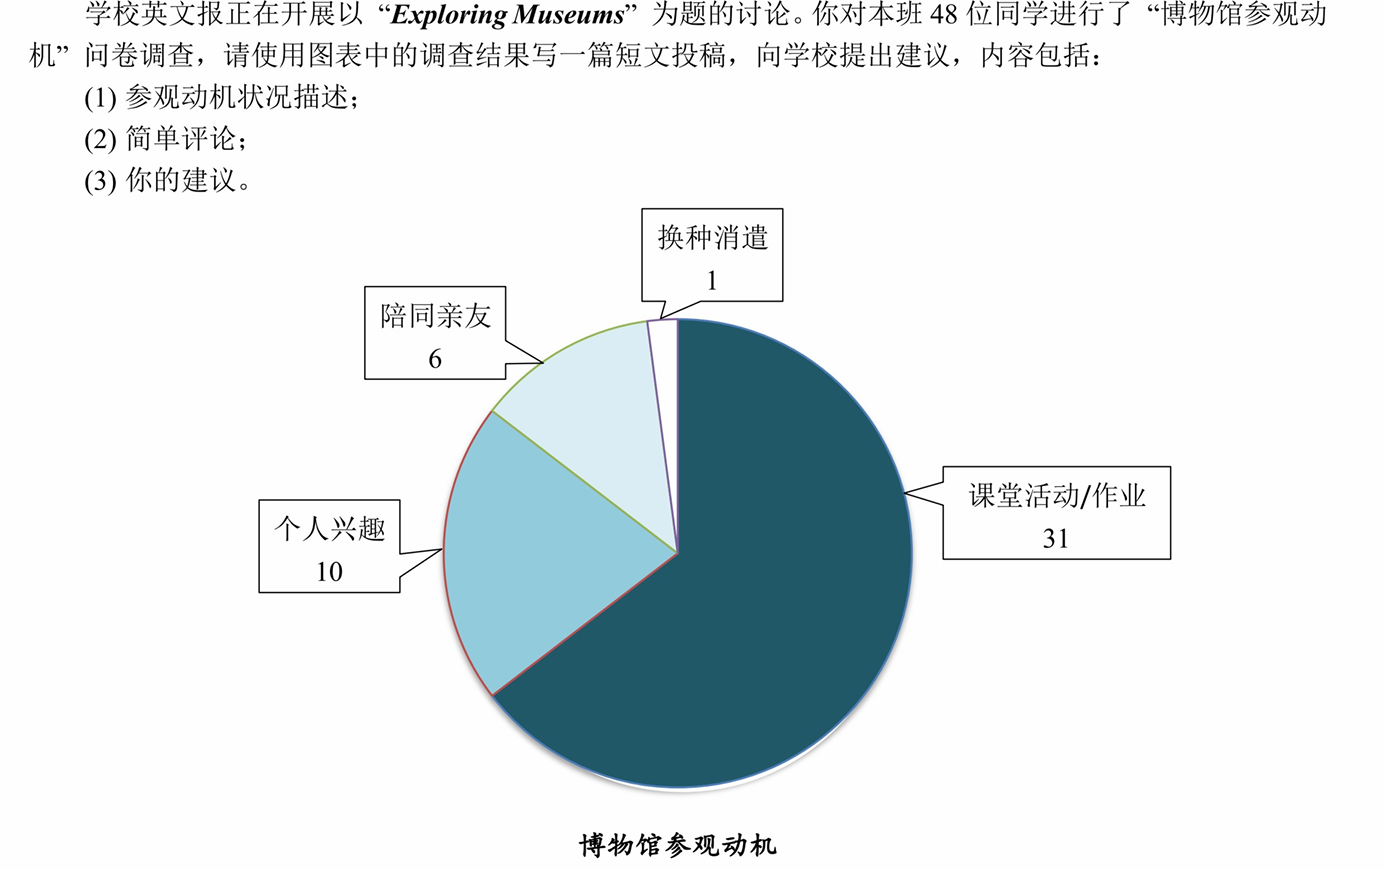 学校英文报正在开展以“Exploring Museums”为题的讨论。你对本班 48 位同学进行了“博物馆参观动
机”问卷调查，请使用图表中的调查结果写一篇短文投稿，向学校提出建议，内容包括：
(1) 参观动机状况描述；
(2) 简单评论；
(3) 你的建议。
换种消遣
1
陪同亲友
6
课堂活动/作业
31
个人兴趣
10
博物馆参观动机